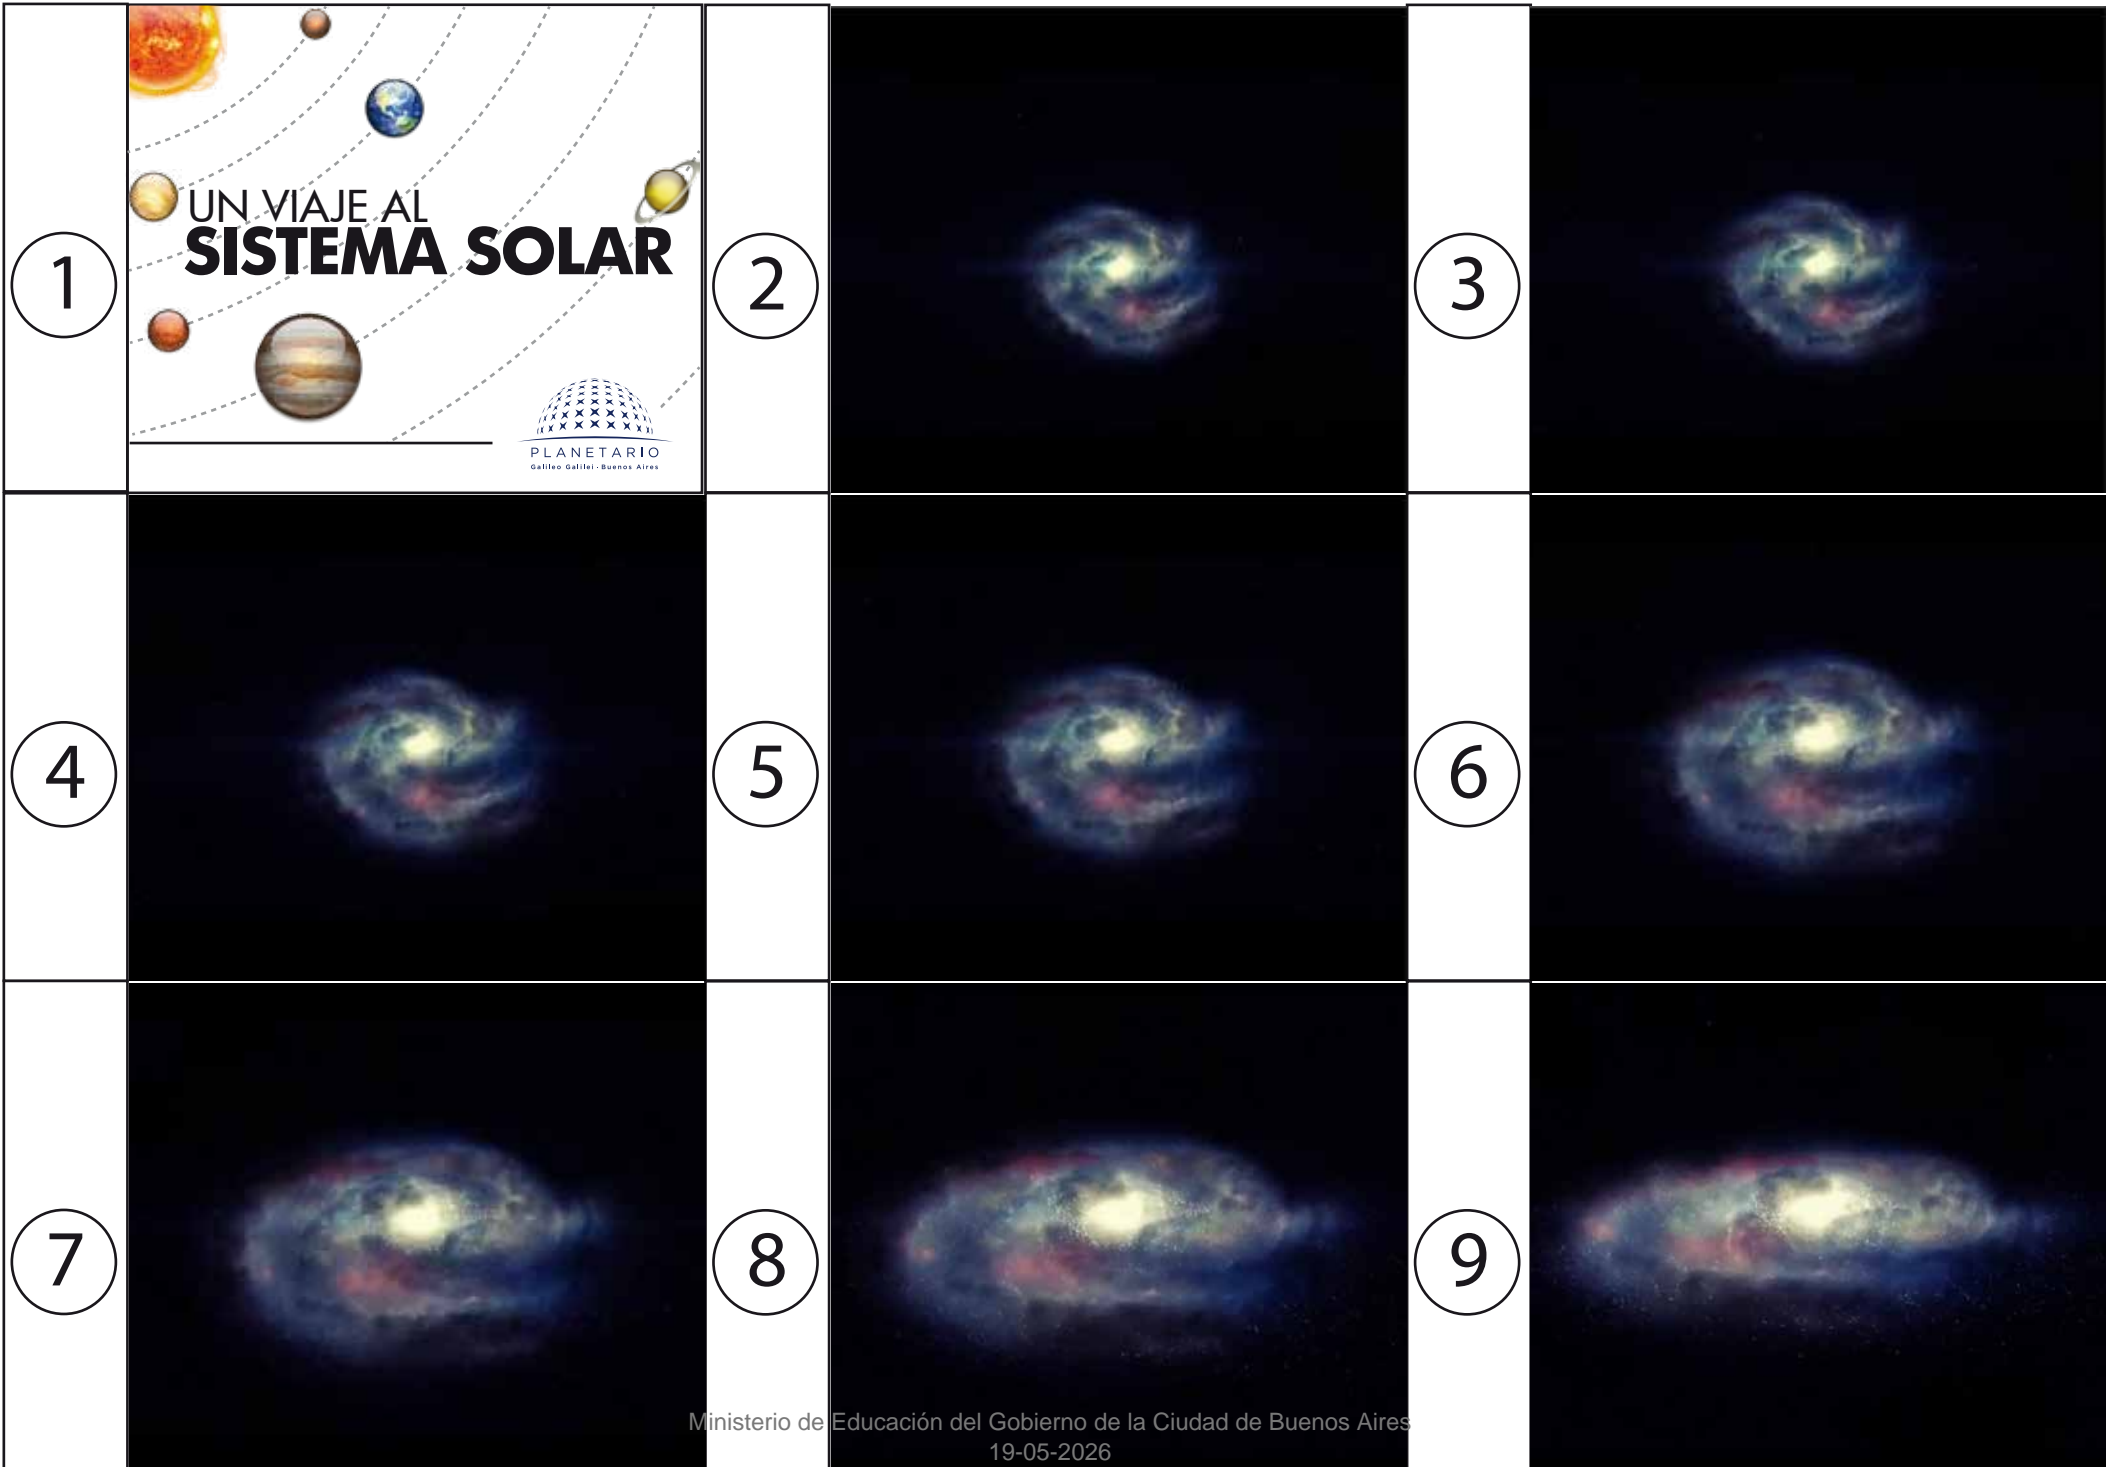 1
UN VIAJE AL
SISTEMA SOLAR
PLANETARIO
Galileo Galilei · Buenos Aires
2
3
4
5
6
7
8
9
Ministerio de Educación del Gobierno de la Ciudad de Buenos Aires
19-05-2026